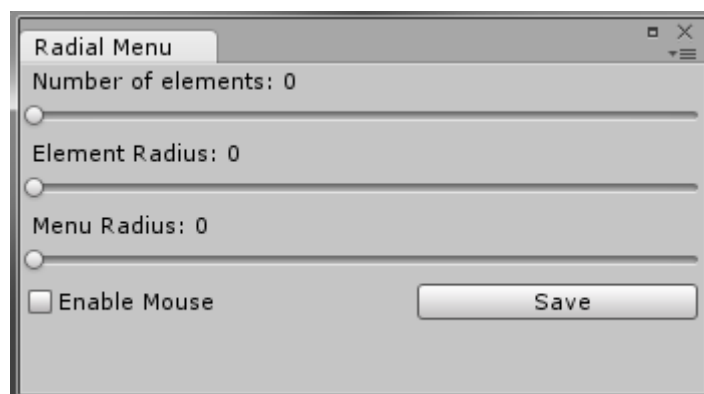 Radial Menu
Number of elements: 0
Element Radius: 0
Menu Radius: 0
Enable Mouse Save